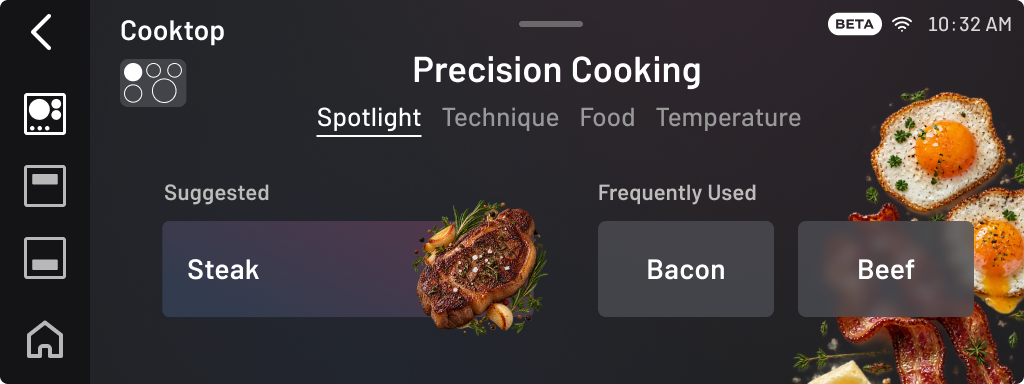 Cooktop
BETA 10:32 AM
Precision Cooking
Spotlight Technique Food Temperature
Suggested Frequently Used
Steak Bacon Beef